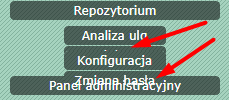 Repozytorium
Analiza ulg
Konfiguracja
Zmiana hasła
Panel administracyjny